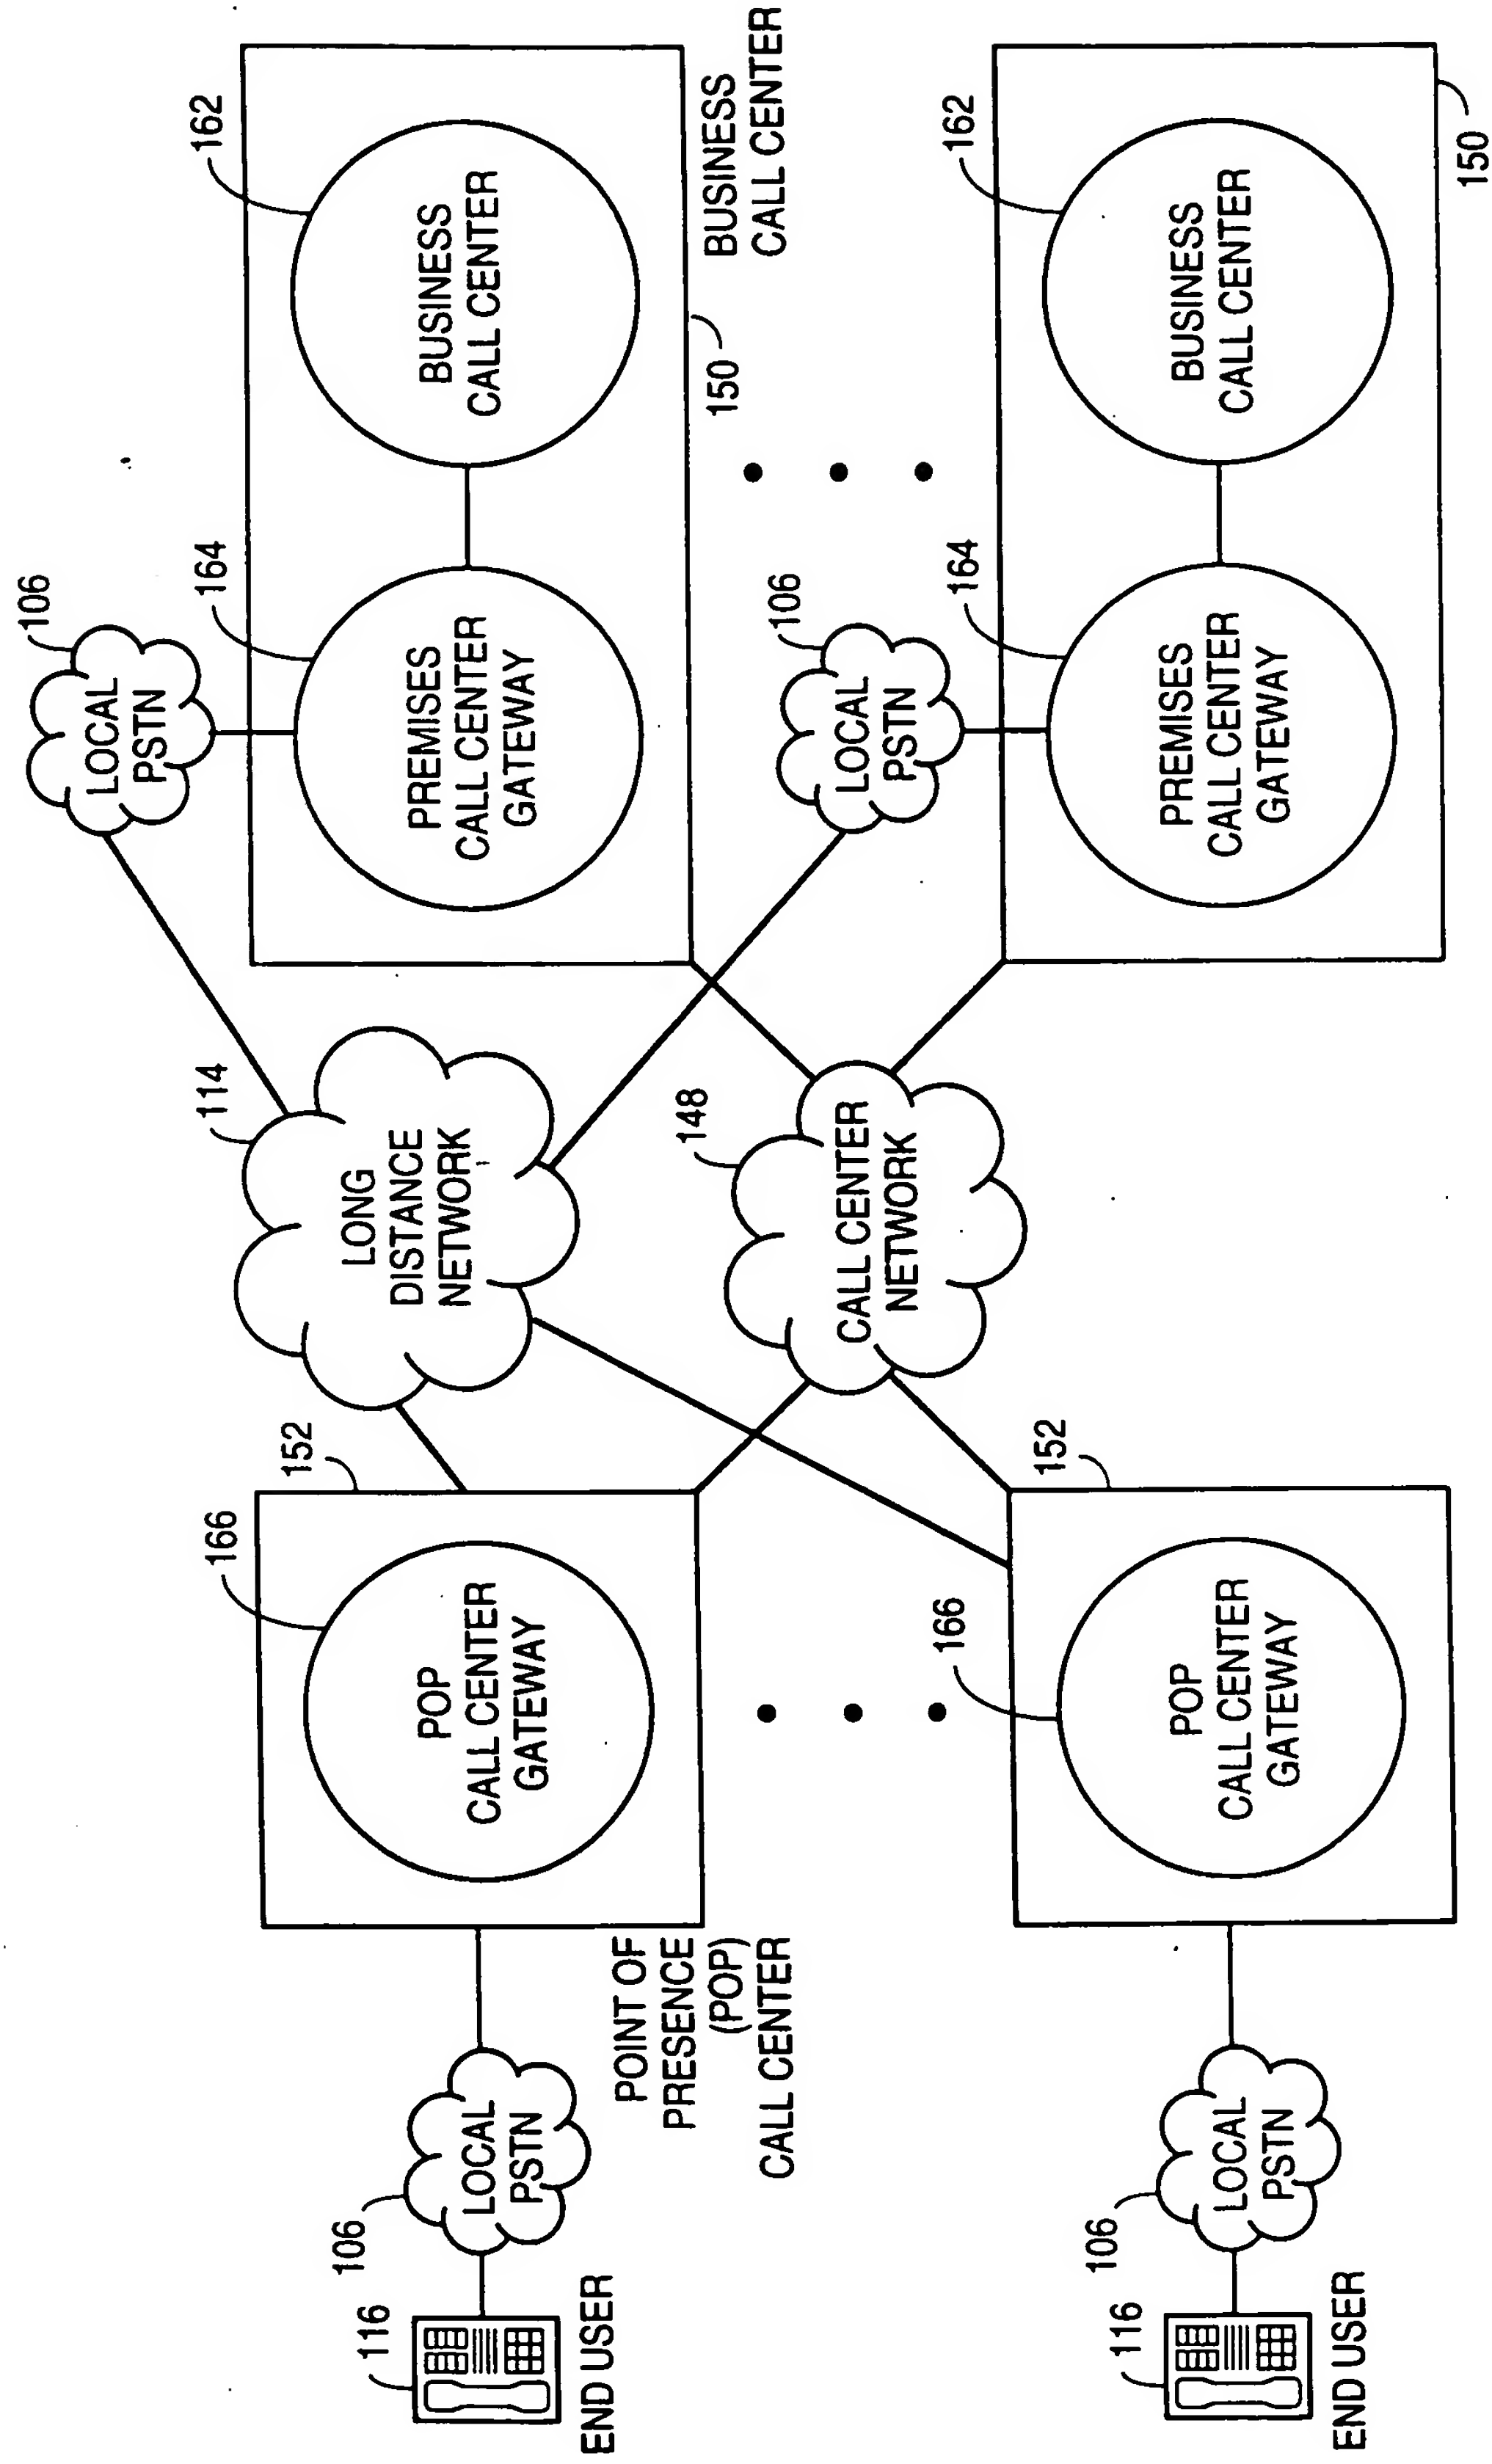 116
END USER
106
LOCAL
PSTN
POINT OF
PRESENCE
(POP)
CALL CENTER
166
152
POP
CALL CENTER
GATEWAY
114
LONG
DISTANCE
NETWORK
148
CALL CENTER
NETWORK
106
LOCAL
PSTN
164
PREMISES
CALL CENTER
GATEWAY
162
BUSINESS
CALL CENTER
150
BUSINESS
CALL CENTER
116
END USER
106
LOCAL
PSTN
166
152
POP
CALL CENTER
GATEWAY
106
LOCAL
PSTN
164
PREMISES
CALL CENTER
GATEWAY
162
BUSINESS
CALL CENTER
150